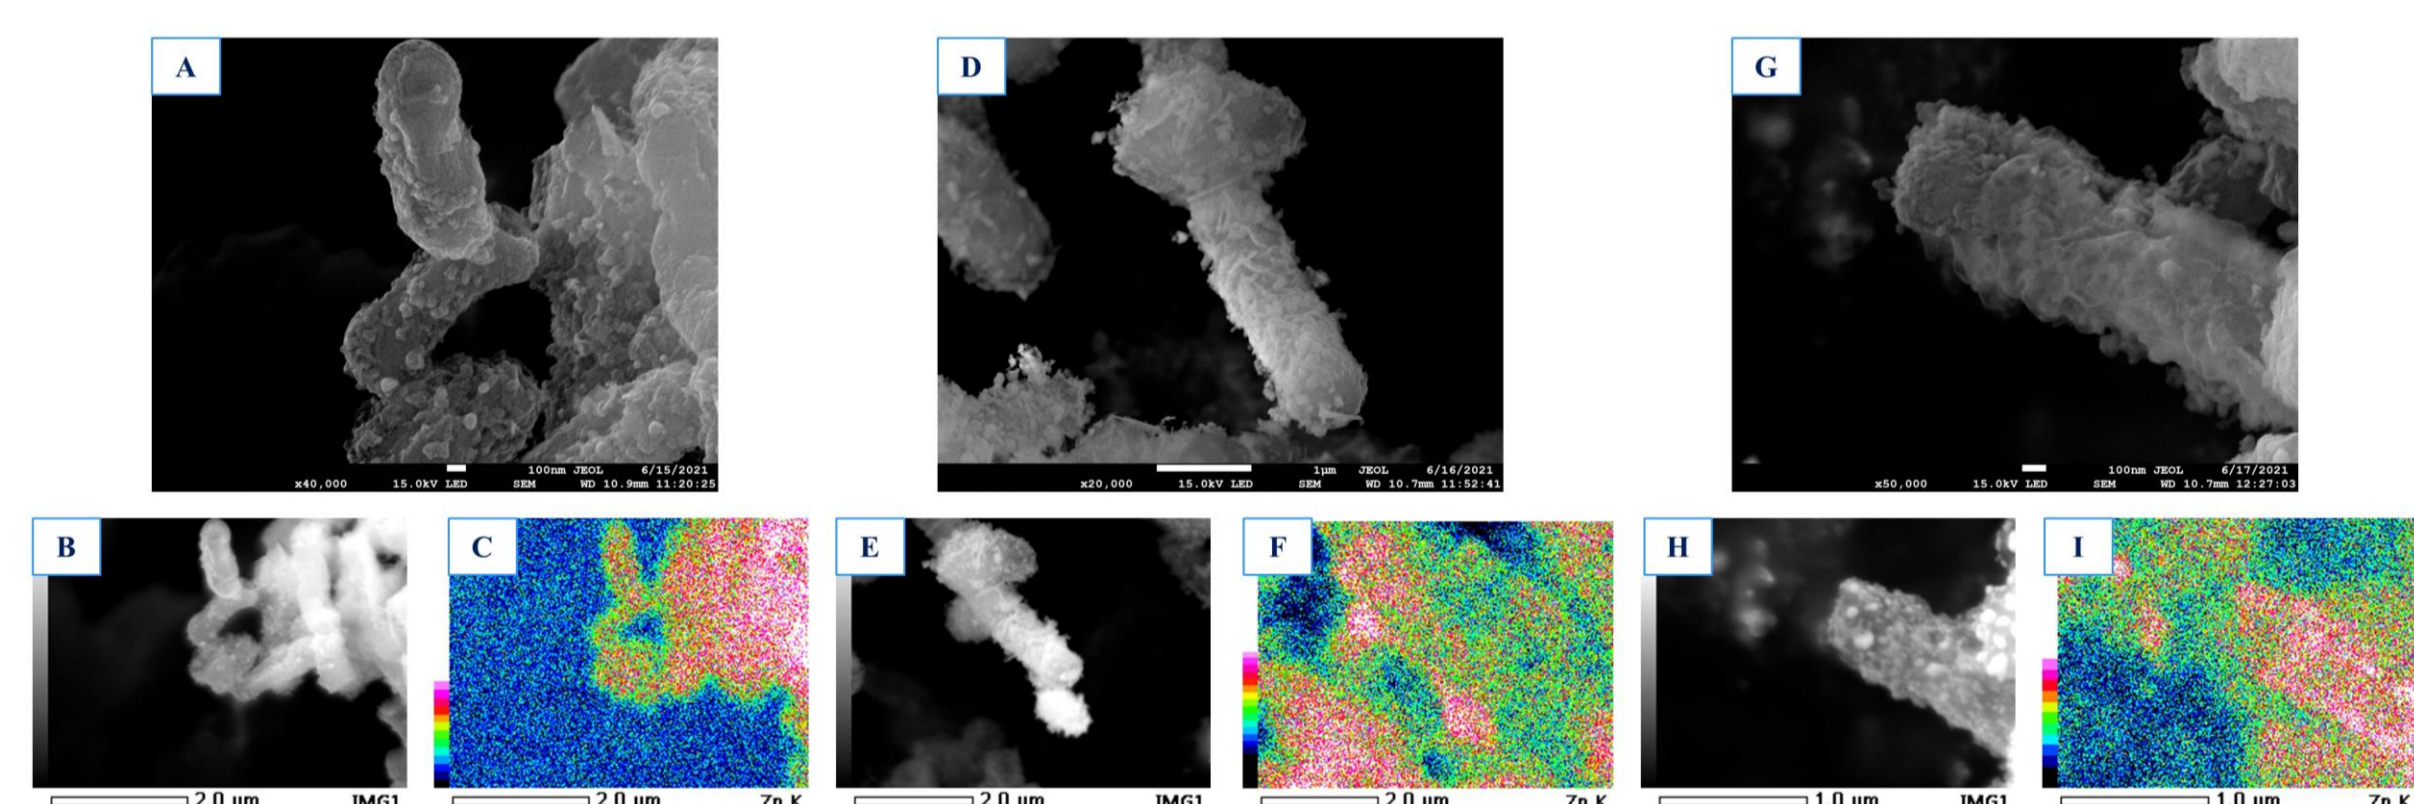 A
D
G
100nm JEOL 6/15/2021
x40,000 15.0kV LED SEM WD 10.9mm 11:20:25
1µm JEOL 6/16/2021
x20,000 15.0kV LED SEM WD 10.7mm 11:52:41
100nm JEOL 6/17/2021
x50,000 15.0kV LED SEM WD 10.7mm 12:27:03
B
C
E
F
H
I
2.0 µm IMG1
2.0 µm Zn K
2.0 µm IMG1
2.0 µm Zn K
1.0 µm IMG1
1.0 µm Zn K